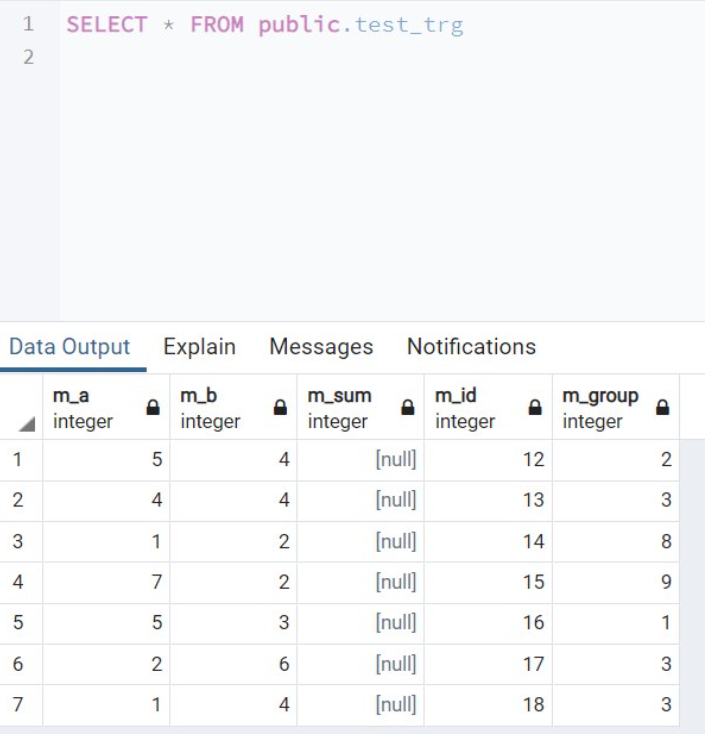 1 SELECT * FROM public.test_trg
2
Data Output Explain Messages Notifications
m_a m_b m_sum m_id m_group
integer integer integer integer integer
1 5 4 [null] 12 2
2 4 4 [null] 13 3
3 1 2 [null] 14 8
4 7 2 [null] 15 9
5 5 3 [null] 16 1
6 2 6 [null] 17 3
7 1 4 [null] 18 3